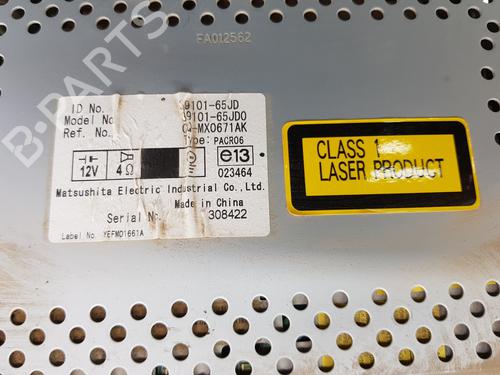 FA012562
ID No. 39101-65JD
Model No. 39101-65JD0
Ref. No. CQ-MX0671AK
Type: PACR06
12V 4Ω e13
023464
Matsushita Electric Industrial Co., Ltd.
Made in China
Serial No. 308422
Label No. YEFM01661A
CLASS 1
LASER PRODUCT
B-PARTS